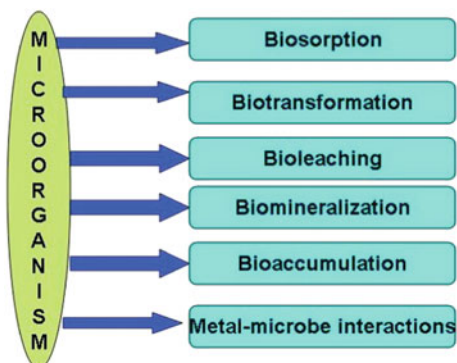 MICROORGANISM
Biosorption
Biotransformation
Bioleaching
Biomineralization
Bioaccumulation
Metal-microbe interactions